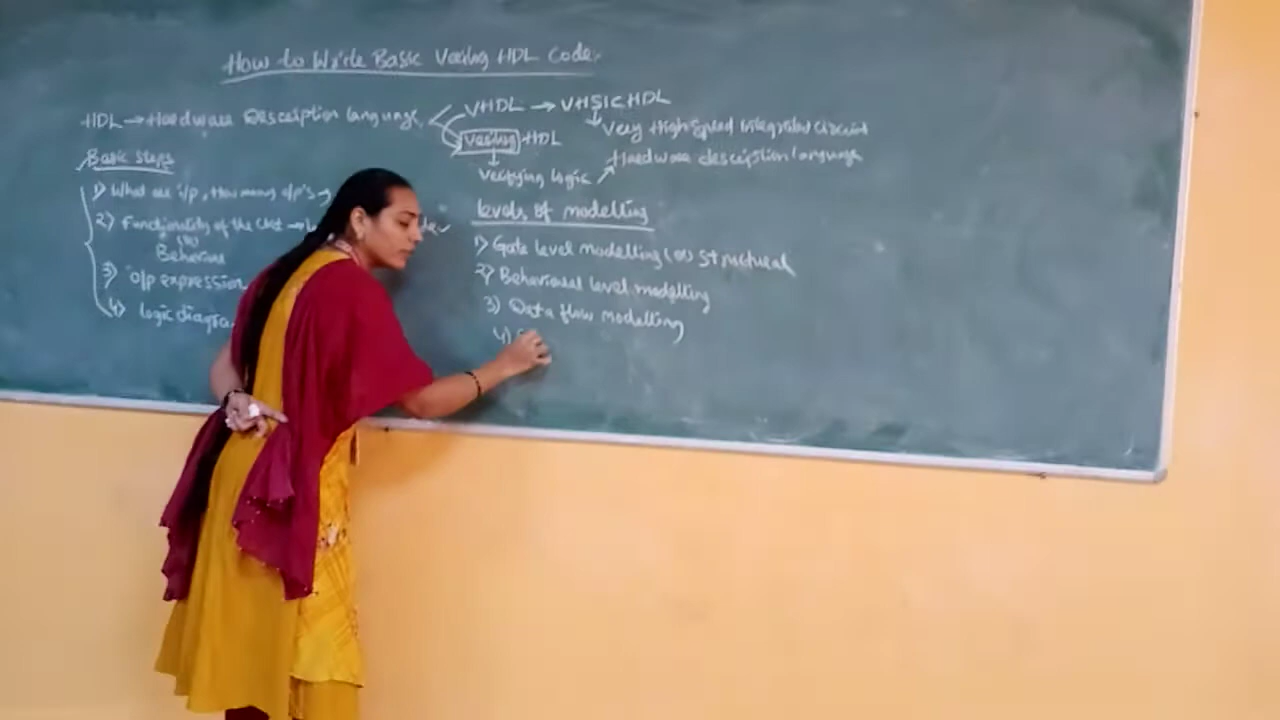 How to Write Basic Verilog HDL Code:
HDL → Hardware Description language
VHDL → VHSIC HDL
Very High Speed Integrated Circuit
Hardware description language
Verilog HDL
Verifying logic
Basic Steps
1) What are i/p, How many o/p's →
2) Functionality of the Ckt →
(or)
Behaviour
3) o/p expression
4) logic diagra
levels of modelling
1) Gate level modelling (or) Structural
2) Behavioral level modelling
3) Data flow modelling
4)